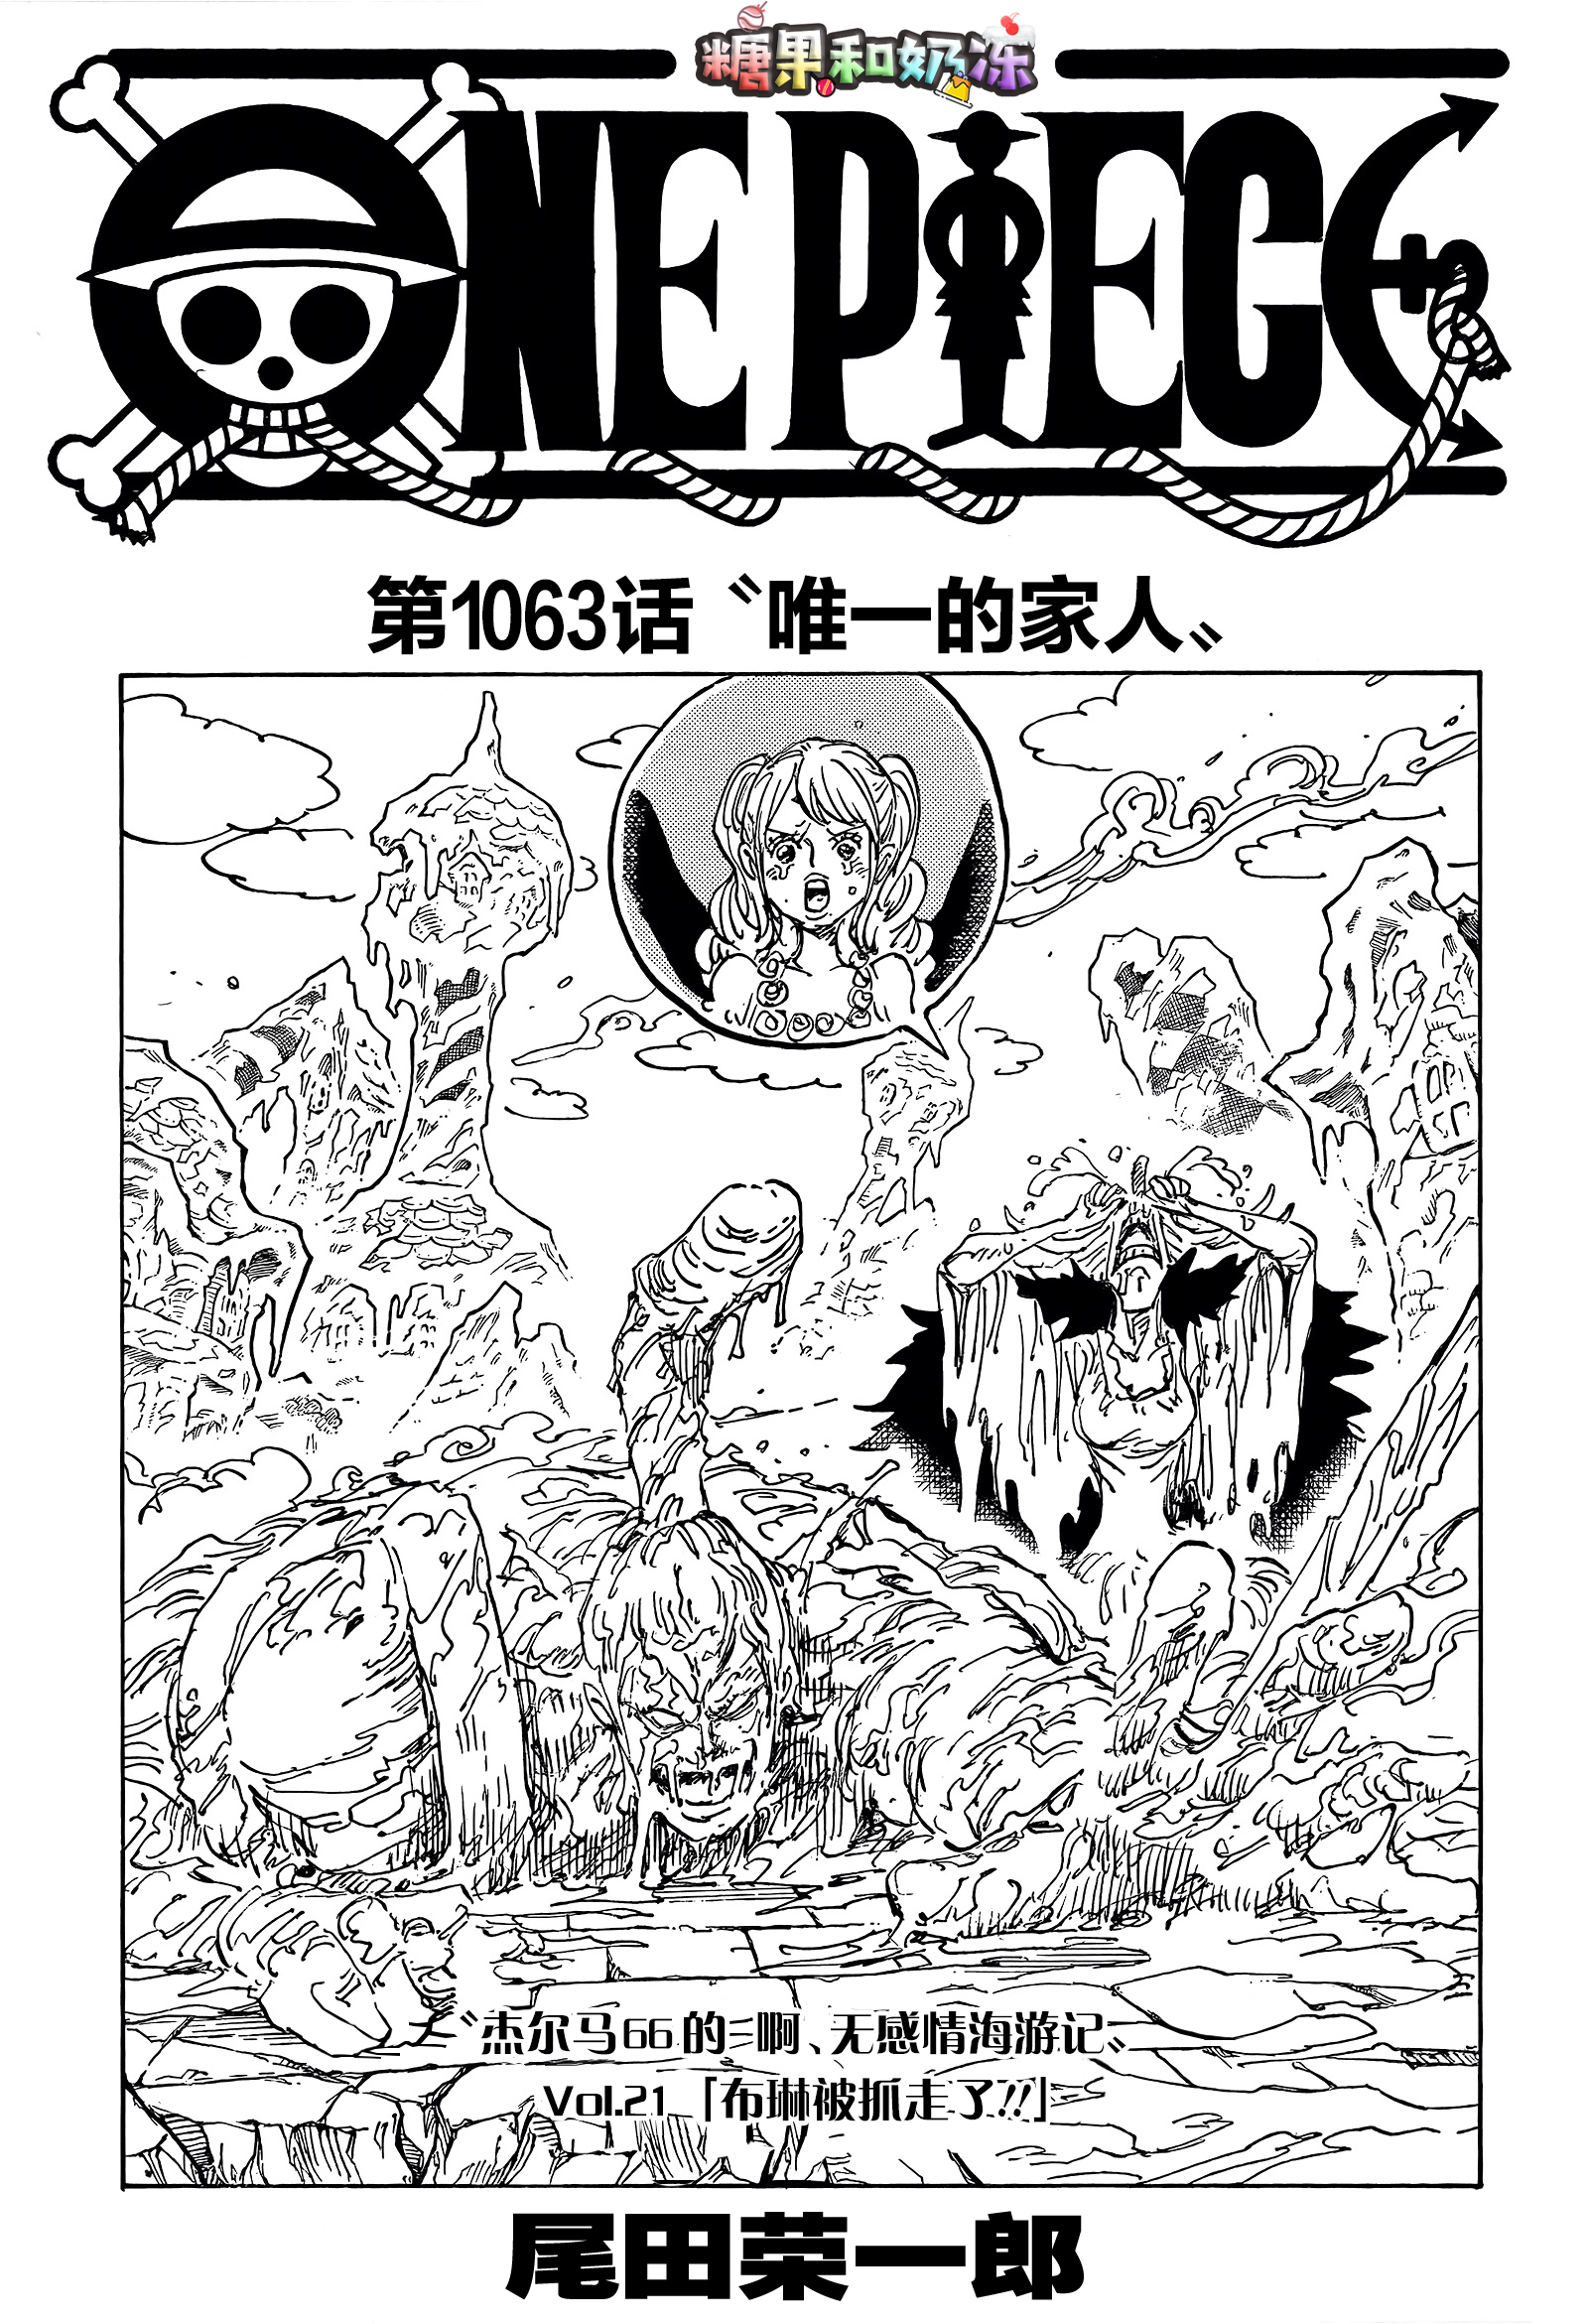 糖果和奶冻
ONE PIECE
第1063话〝唯一的家人〟
〝杰尔马66的=啊、无感情海游记〟
Vol.21「布琳被抓走了!!」
尾田荣一郎